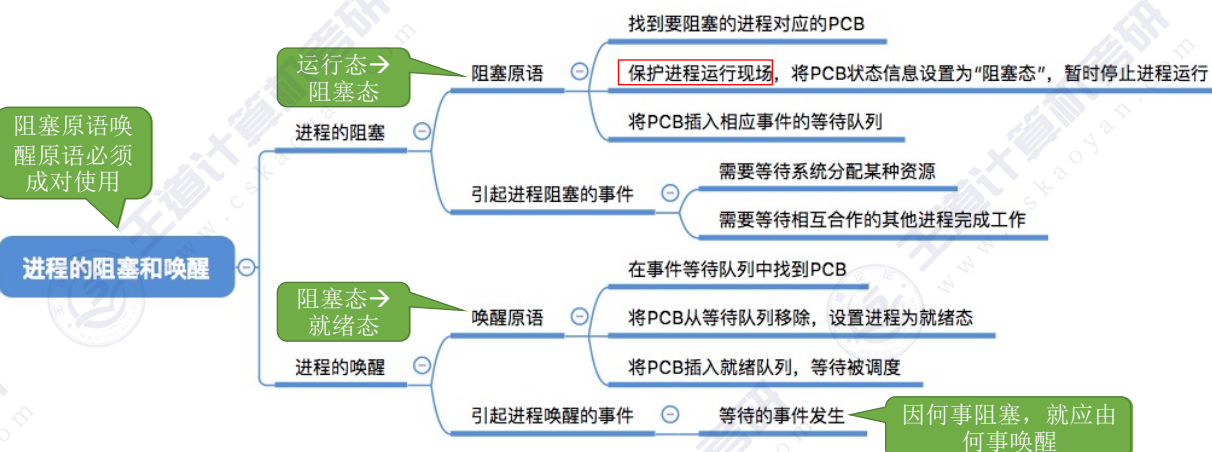 找到要阻塞的进程对应的PCB
运行态→
阻塞态
阻塞原语
保护进程运行现场，将PCB状态信息设置为“阻塞态”，暂时停止进程运行
阻塞原语唤
醒原语必须
成对使用
进程的阻塞
将PCB插入相应事件的等待队列
需要等待系统分配某种资源
引起进程阻塞的事件
需要等待相互合作的其他进程完成工作
进程的阻塞和唤醒
在事件等待队列中找到PCB
阻塞态→
就绪态
唤醒原语
将PCB从等待队列移除，设置进程为就绪态
进程的唤醒
将PCB插入就绪队列，等待被调度
引起进程唤醒的事件
等待的事件发生
因何事阻塞，就应由
何事唤醒
王道计算机考研
www.cskaoyan.com